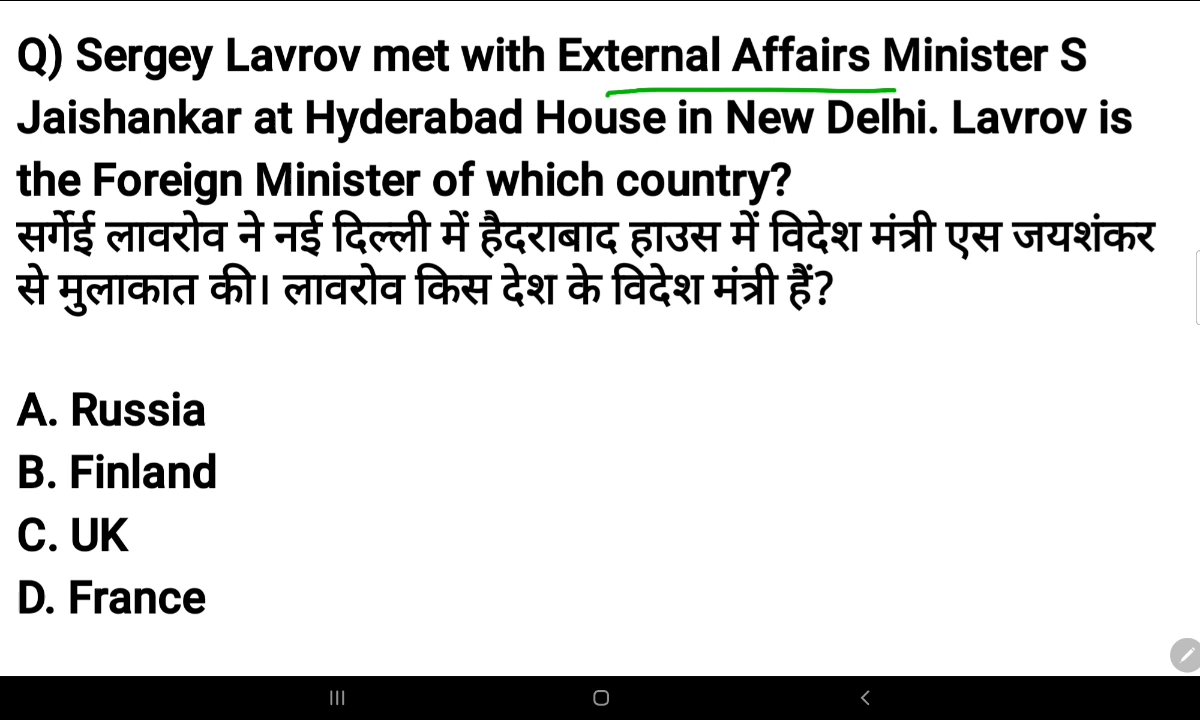 Q) Sergey Lavrov met with External Affairs Minister S
Jaishankar at Hyderabad House in New Delhi. Lavrov is
the Foreign Minister of which country?
सर्गेई लावरोव ने नई दिल्ली में हैदराबाद हाउस में विदेश मंत्री एस जयशंकर
से मुलाकात की। लावरोव किस देश के विदेश मंत्री हैं?
A. Russia
B. Finland
C. UK
D. France